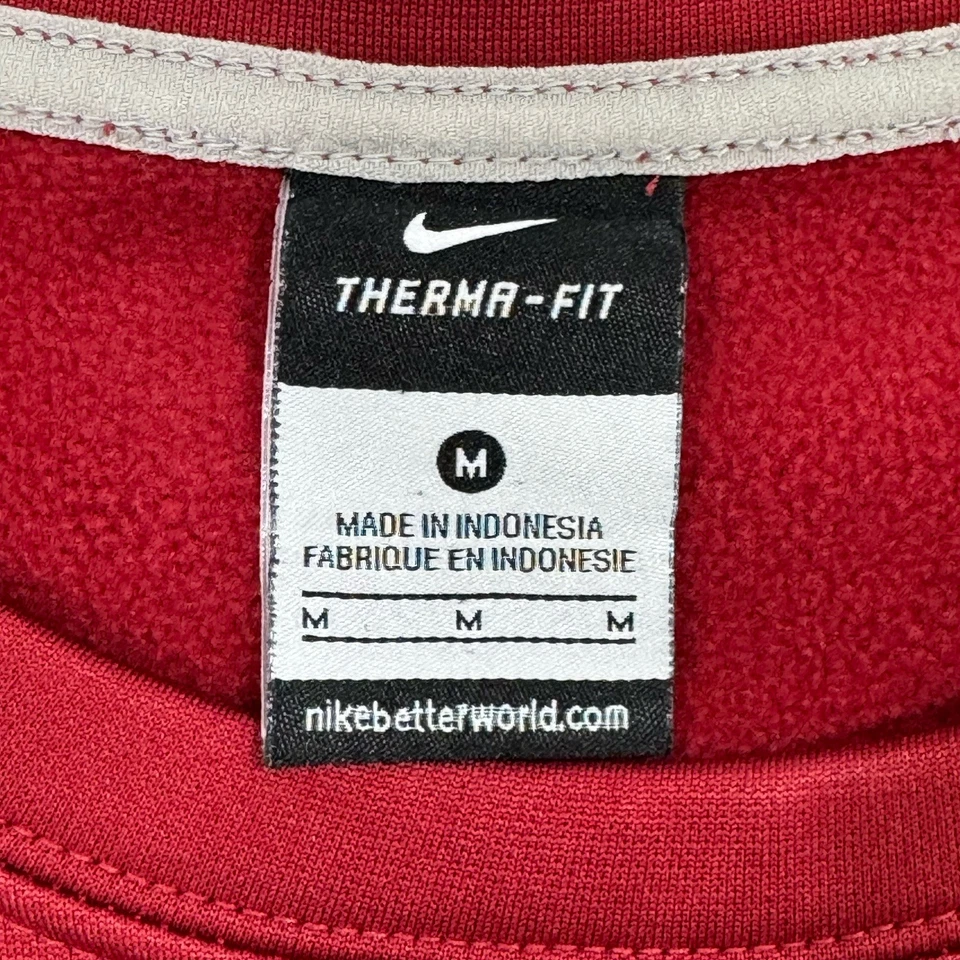 THERMA-FIT
M
MADE IN INDONESIA
FABRIQUE EN INDONESIE
M M M
nikebetterworld.com